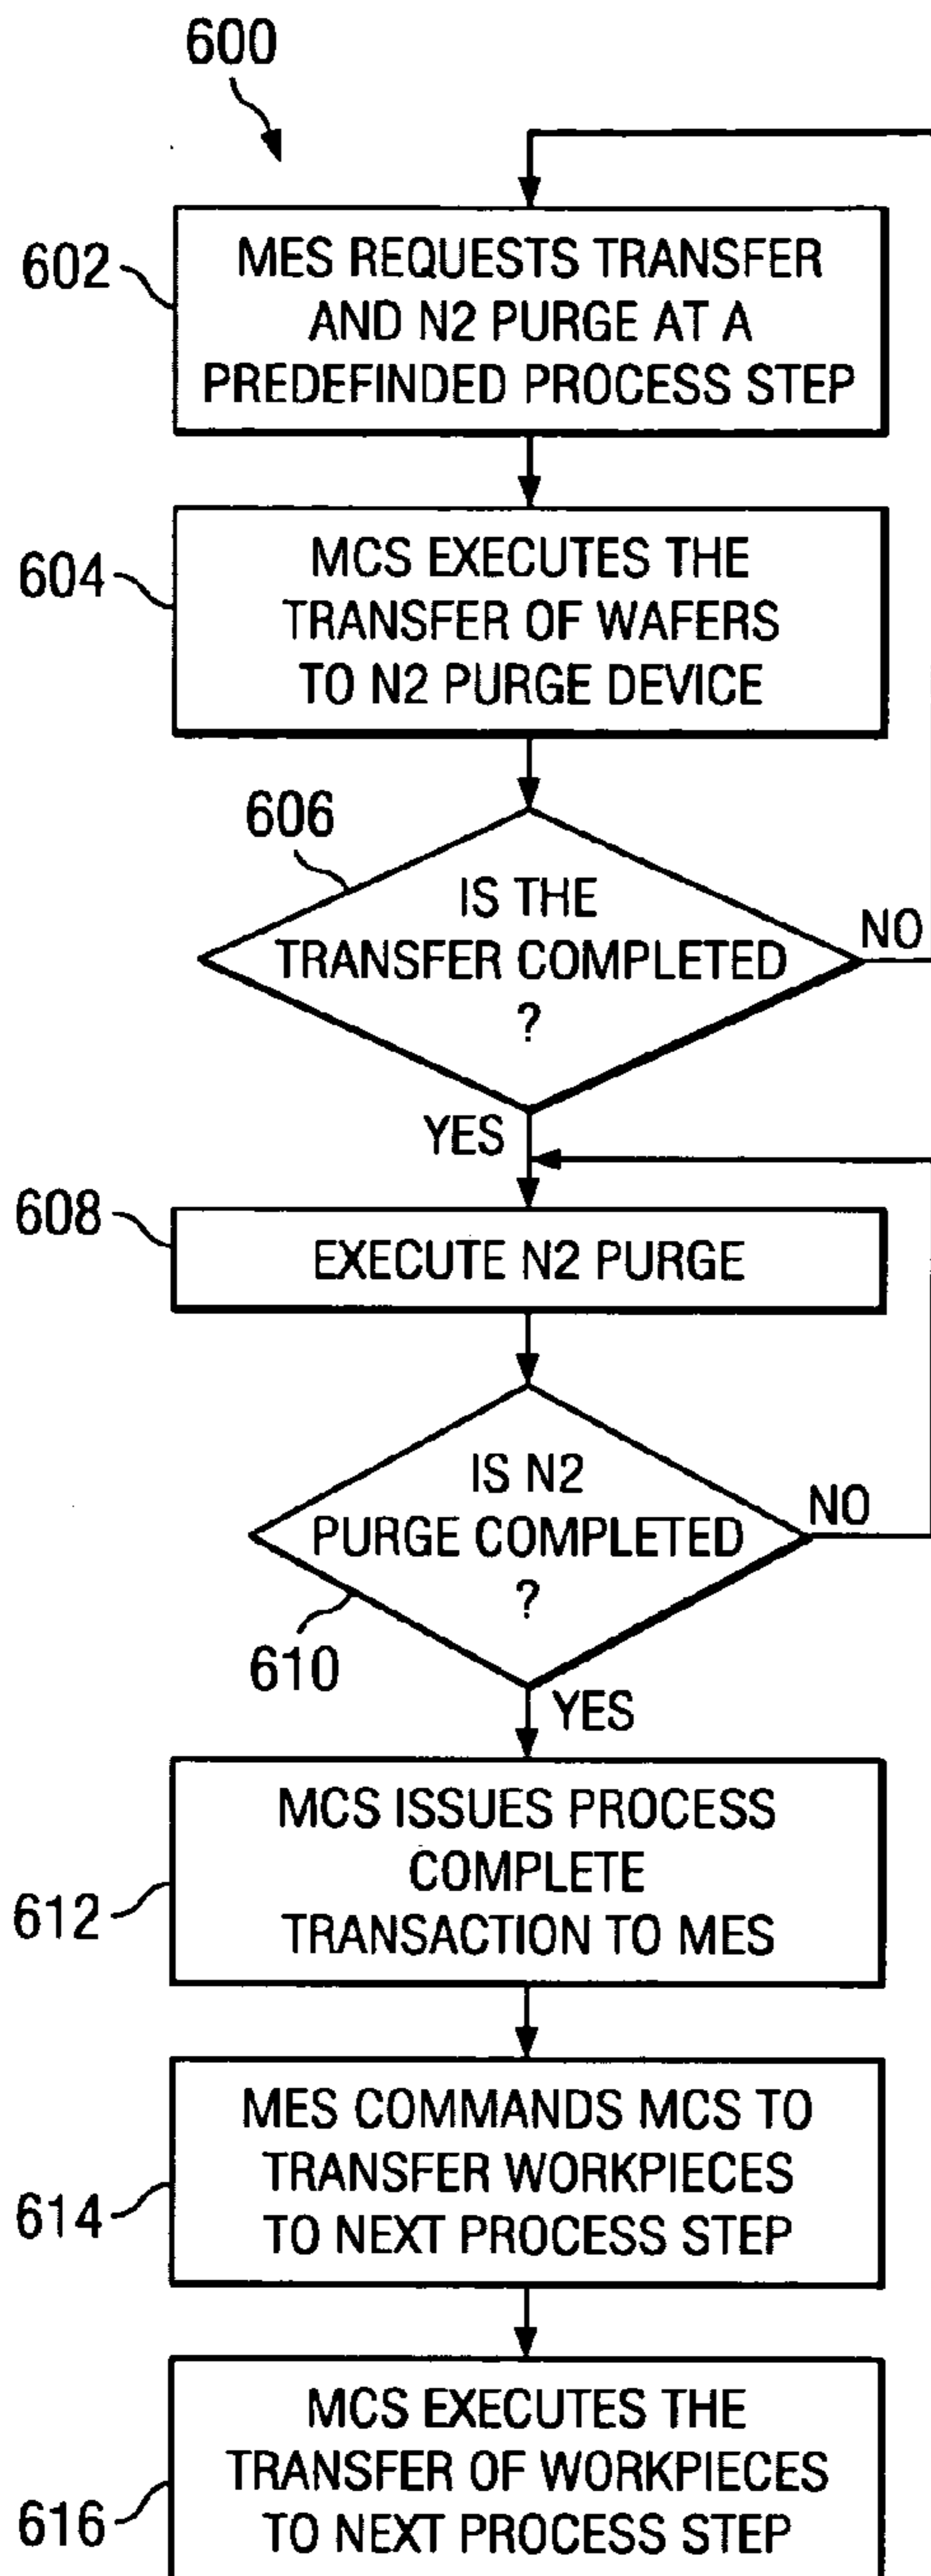 600
602
MES REQUESTS TRANSFER
AND N2 PURGE AT A
PREDEFINDED PROCESS STEP
604
MCS EXECUTES THE
TRANSFER OF WAFERS
TO N2 PURGE DEVICE
606
IS THE
TRANSFER COMPLETED
?
NO
YES
608
EXECUTE N2 PURGE
IS N2
PURGE COMPLETED
?
NO
610
YES
612
MCS ISSUES PROCESS
COMPLETE
TRANSACTION TO MES
614
MES COMMANDS MCS TO
TRANSFER WORKPIECES
TO NEXT PROCESS STEP
616
MCS EXECUTES THE
TRANSFER OF WORKPIECES
TO NEXT PROCESS STEP